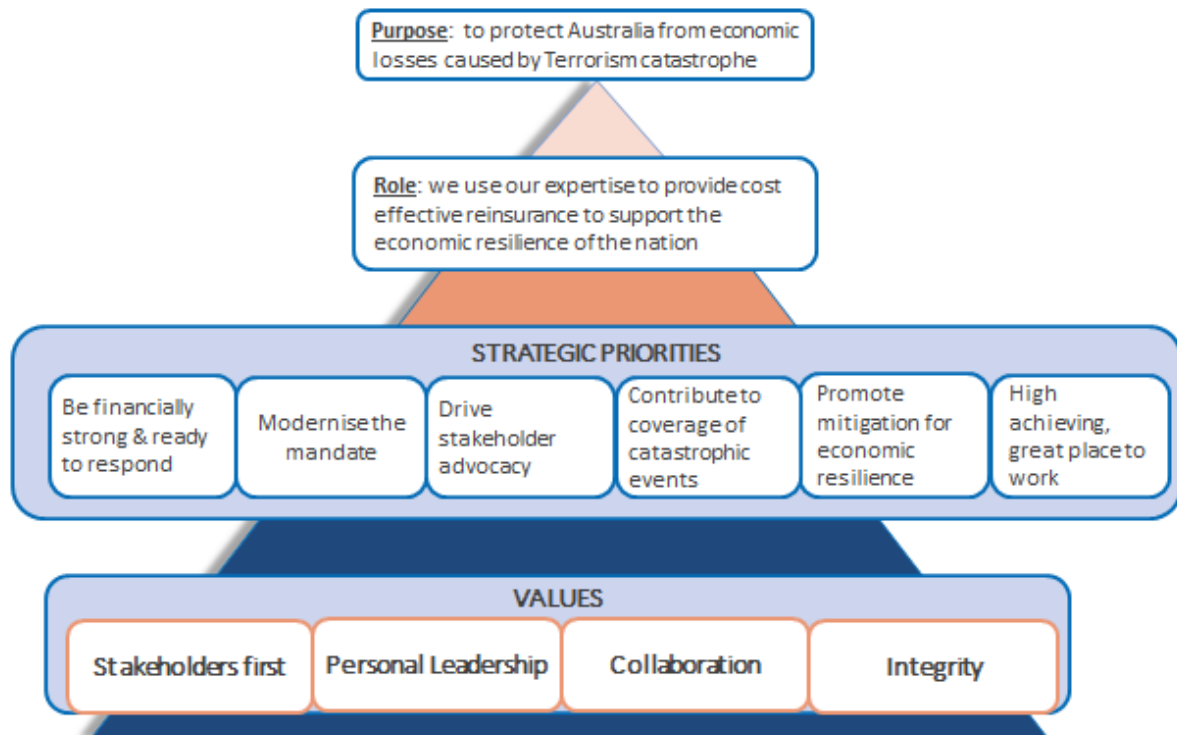 Purpose: to protect Australia from economic
losses caused by Terrorism catastrophe
Role: we use our expertise to provide cost
effective reinsurance to support the
economic resilience of the nation
STRATEGIC PRIORITIES
Be financially
strong & ready
to respond
Modernise the
mandate
Drive
stakeholder
advocacy
Contribute to
coverage of
catastrophic
events
Promote
mitigation for
economic
resilience
High
achieving,
great place to
work
VALUES
Stakeholders first
Personal Leadership
Collaboration
Integrity